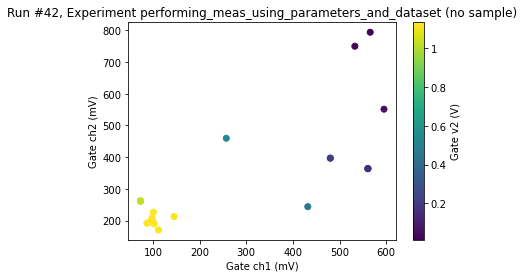 Run #42, Experiment performing_meas_using_parameters_and_dataset (no sample)
800
700
600
500
400
300
200
Gate ch2 (mV)
100 200 300 400 500 600
Gate ch1 (mV)
1
0.8
0.6
0.4
0.2
Gate v2 (V)